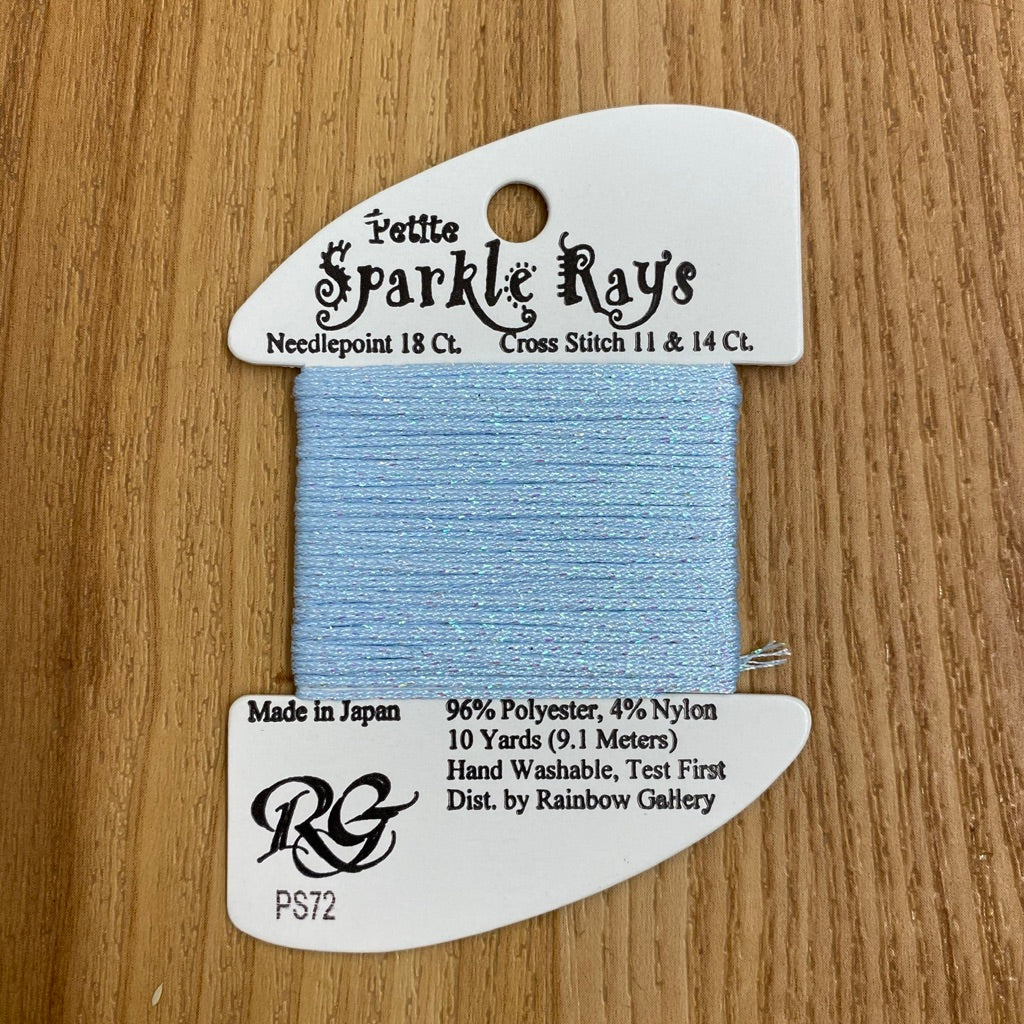 Petite
Sparkle Rays
Needlepoint 18 Ct. Cross Stitch 11 & 14 Ct.
Made in Japan
96% Polyester, 4% Nylon
10 Yards (9.1 Meters)
Hand Washable, Test First
Dist. by Rainbow Gallery
RG
PS72